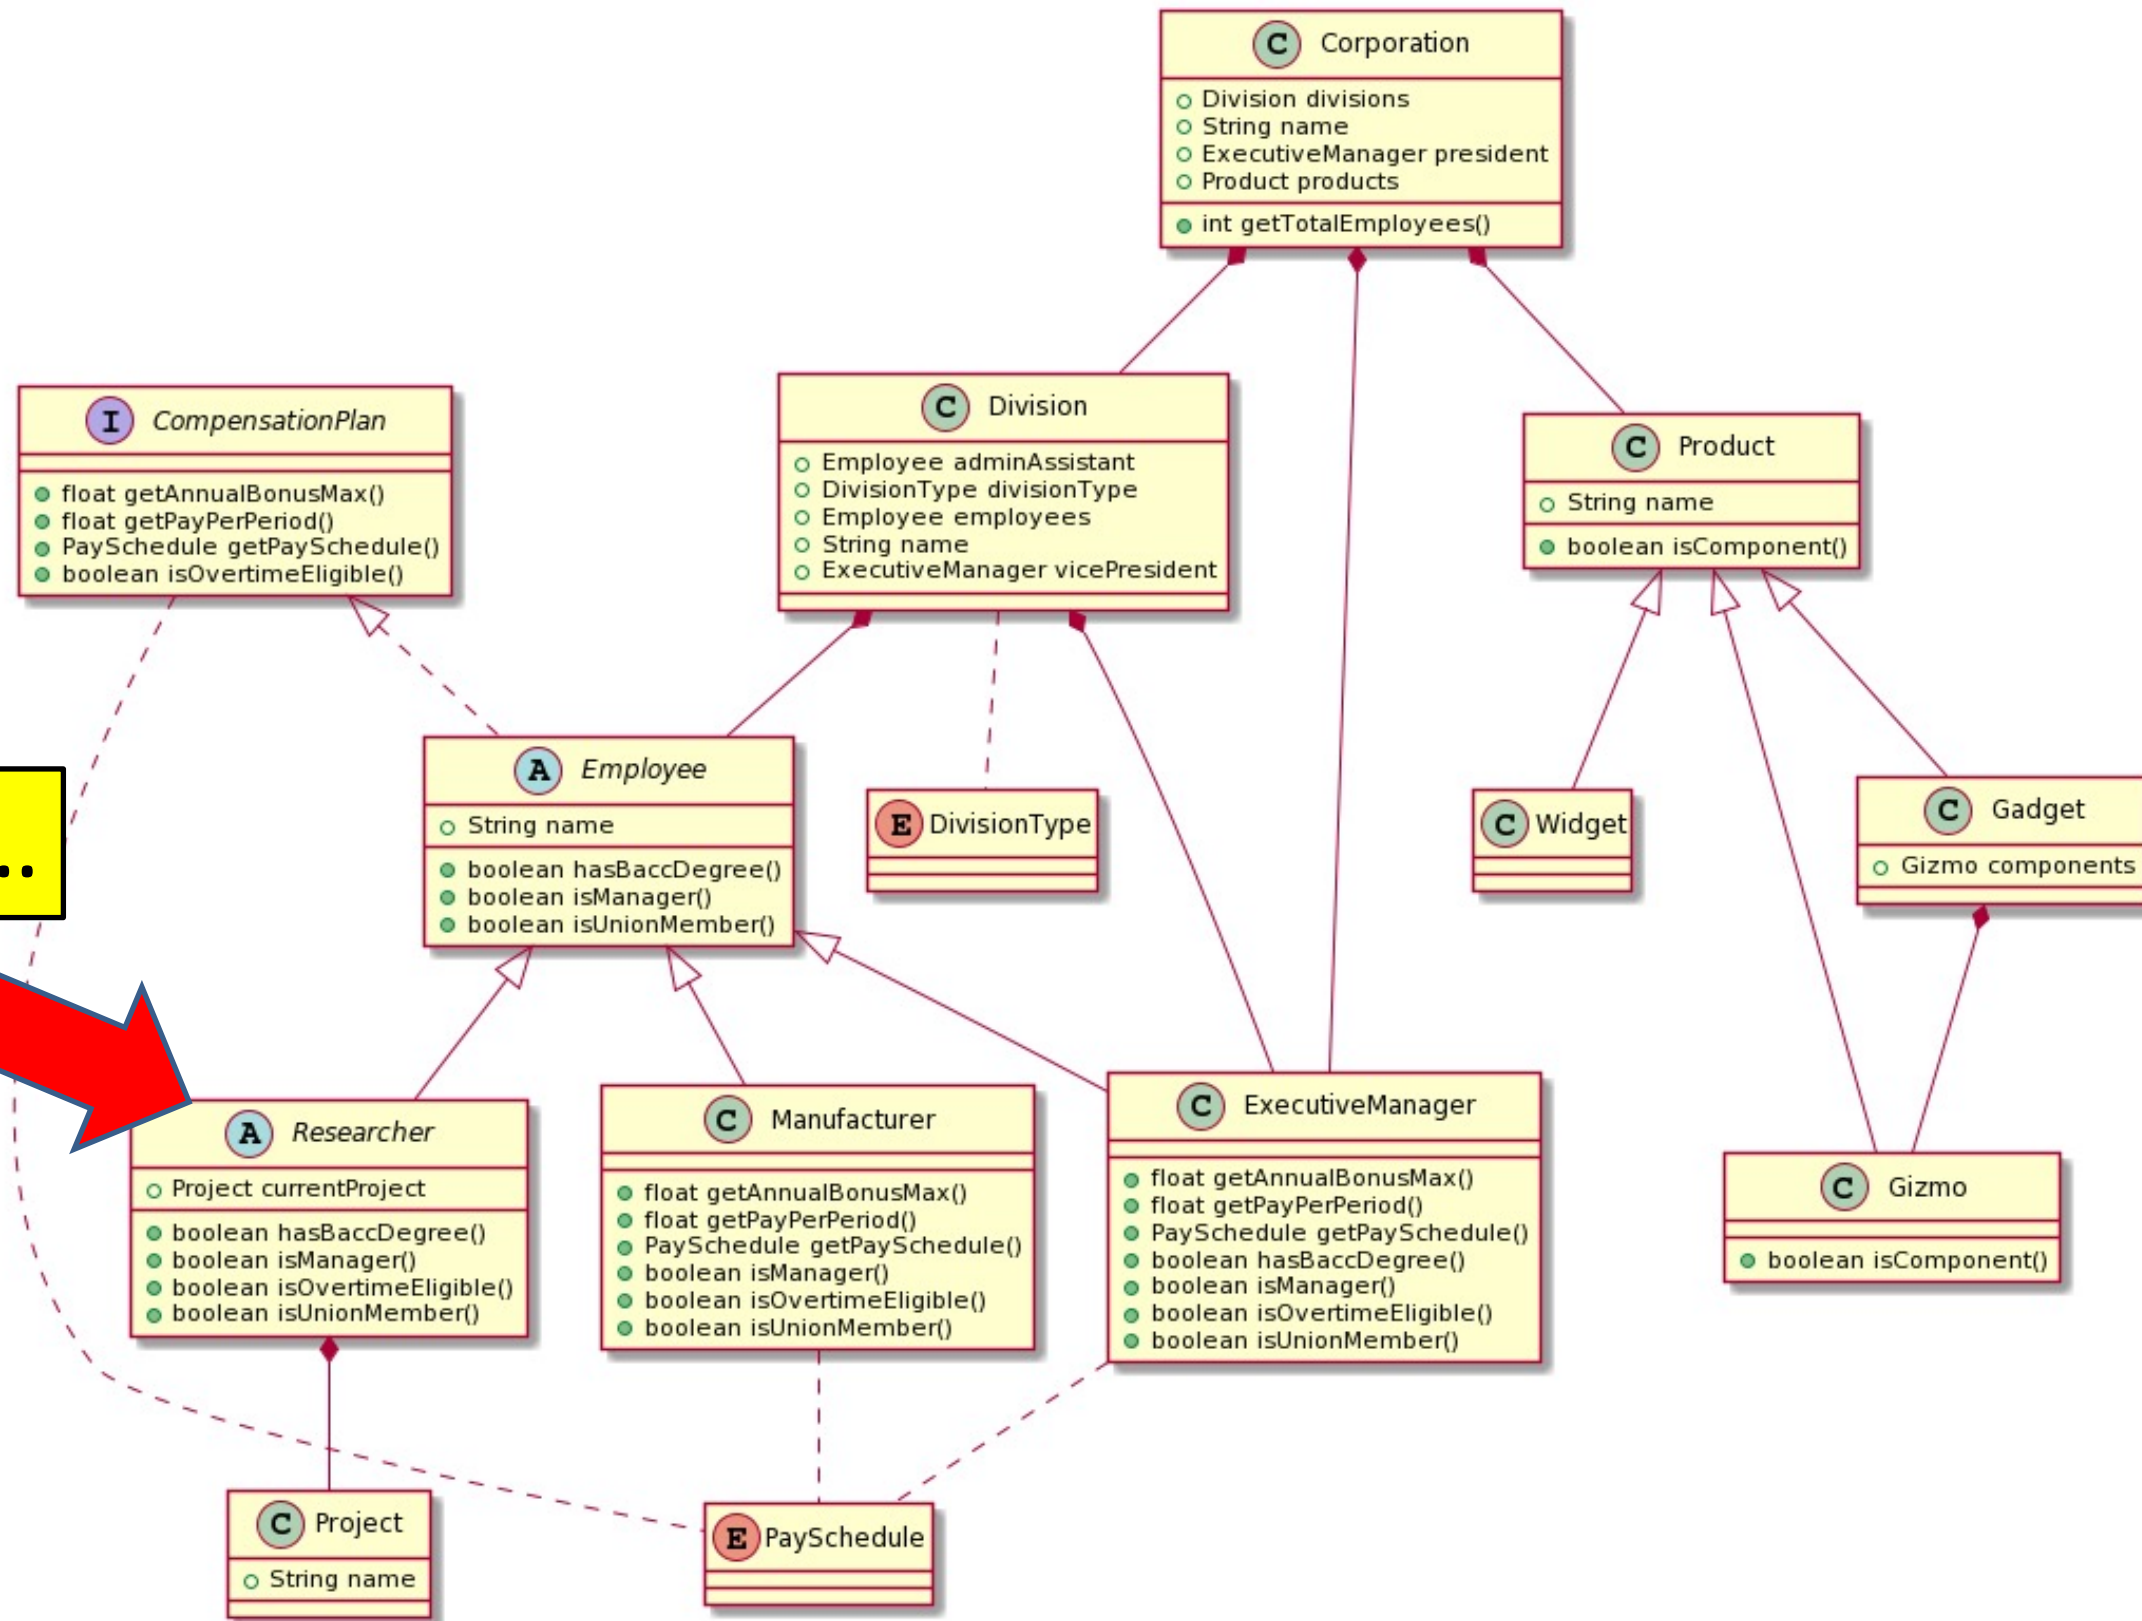 C Corporation
Division divisions
String name
ExecutiveManager president
Product products
int getTotalEmployees()
I CompensationPlan
float getAnnualBonusMax()
float getPayPerPeriod()
PaySchedule getPaySchedule()
boolean isOvertimeEligible()
C Division
Employee adminAssistant
DivisionType divisionType
Employee employees
String name
ExecutiveManager vicePresident
C Product
String name
boolean isComponent()
..
A Employee
String name
boolean hasBaccDegree()
boolean isManager()
boolean isUnionMember()
E DivisionType
C Widget
C Gadget
Gizmo components
A Researcher
Project currentProject
boolean hasBaccDegree()
boolean isManager()
boolean isOvertimeEligible()
boolean isUnionMember()
C Manufacturer
float getAnnualBonusMax()
float getPayPerPeriod()
PaySchedule getPaySchedule()
boolean isManager()
boolean isOvertimeEligible()
boolean isUnionMember()
C ExecutiveManager
float getAnnualBonusMax()
float getPayPerPeriod()
PaySchedule getPaySchedule()
boolean hasBaccDegree()
boolean isManager()
boolean isOvertimeEligible()
boolean isUnionMember()
C Gizmo
boolean isComponent()
C Project
String name
E PaySchedule